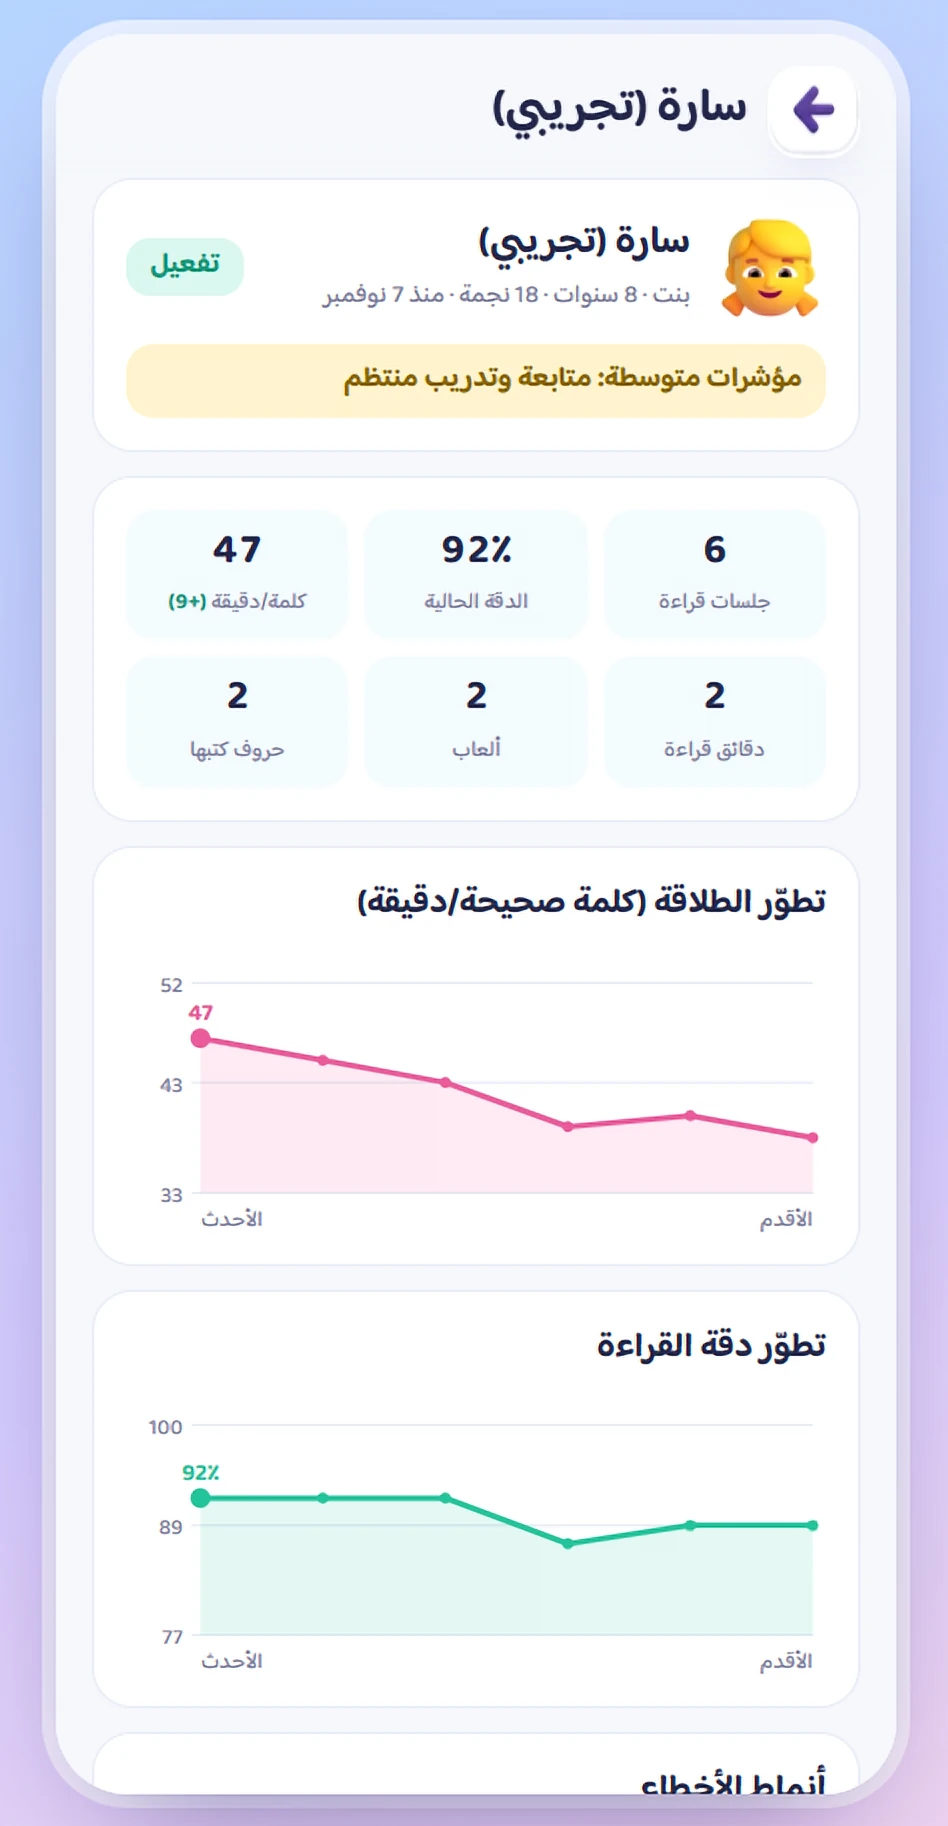 سارة (تجريبي)
سارة (تجريبي)
بنت · 8 سنوات · 18 نجمة · منذ 7 نوفمبر
تفعيل
مؤشرات متوسطة: متابعة وتدريب منتظم
6
جلسات قراءة
92٪
الدقة الحالية
47
كلمة/دقيقة (+9)
2
دقائق قراءة
2
ألعاب
2
حروف كتبها
تطوّر الطلاقة (كلمة صحيحة/دقيقة)
52
47
43
33
الأقدم
الأحدث
تطوّر دقة القراءة
100
92٪
89
77
الأقدم
الأحدث
أنماط الأخطاء